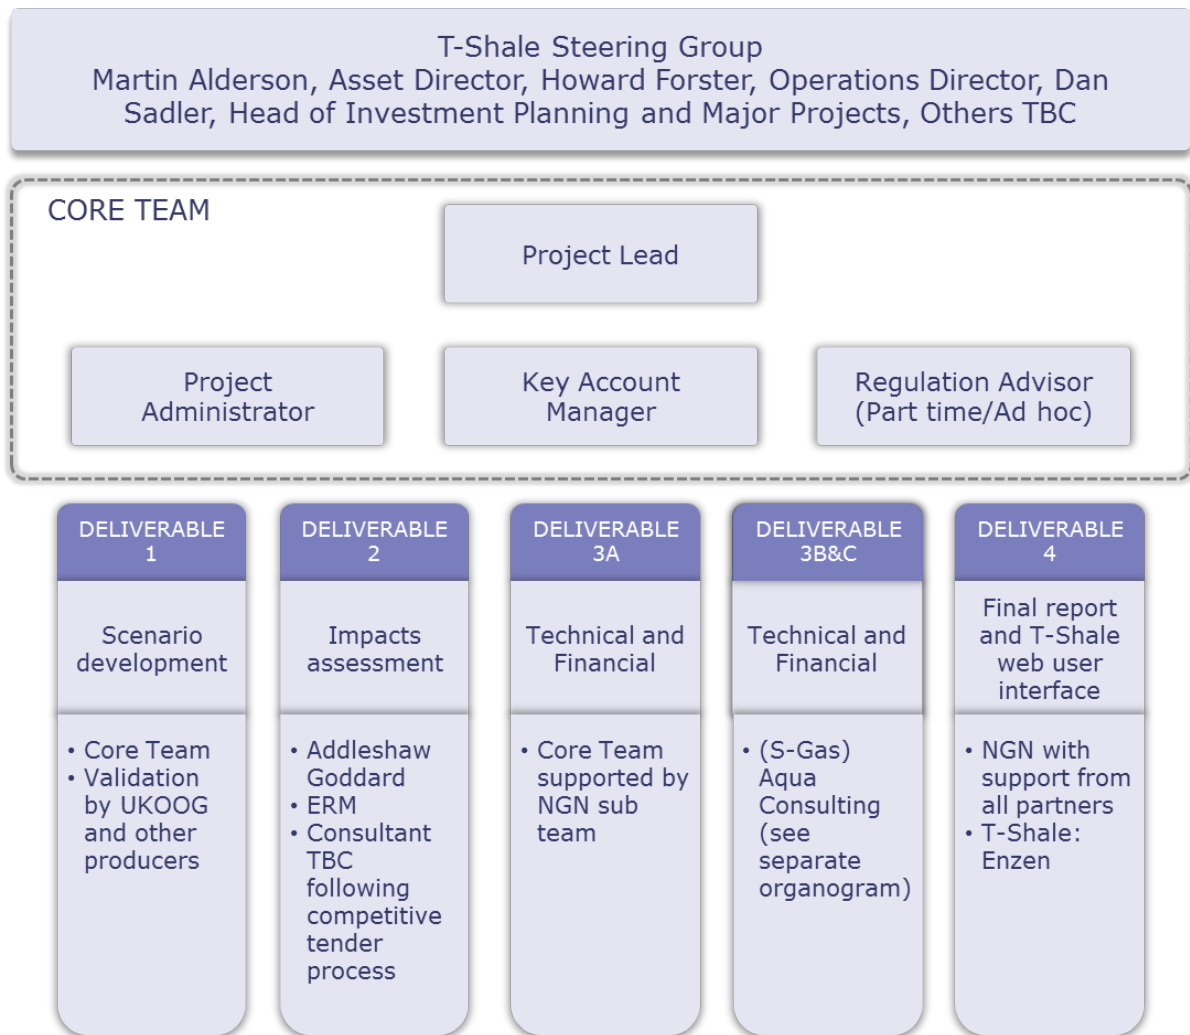 T-Shale Steering Group
Martin Alderson, Asset Director, Howard Forster, Operations Director, Dan
Sadler, Head of Investment Planning and Major Projects, Others TBC
CORE TEAM
Project Lead
Project
Administrator
Key Account
Manager
Regulation Advisor
(Part time/Ad hoc)
DELIVERABLE
1
Scenario
development
• Core Team
• Validation
by UKOOG
and other
producers
DELIVERABLE
2
Impacts
assessment
• Addleshaw
Goddard
• ERM
• Consultant
TBC
following
competitive
tender
process
DELIVERABLE
3A
Technical and
Financial
• Core Team
supported by
NGN sub
team
DELIVERABLE
3B&C
Technical and
Financial
• (S-Gas)
Aqua
Consulting
(see
separate
organogram)
DELIVERABLE
4
Final report
and T-Shale
web user
interface
• NGN with
support from
all partners
• T-Shale:
Enzen